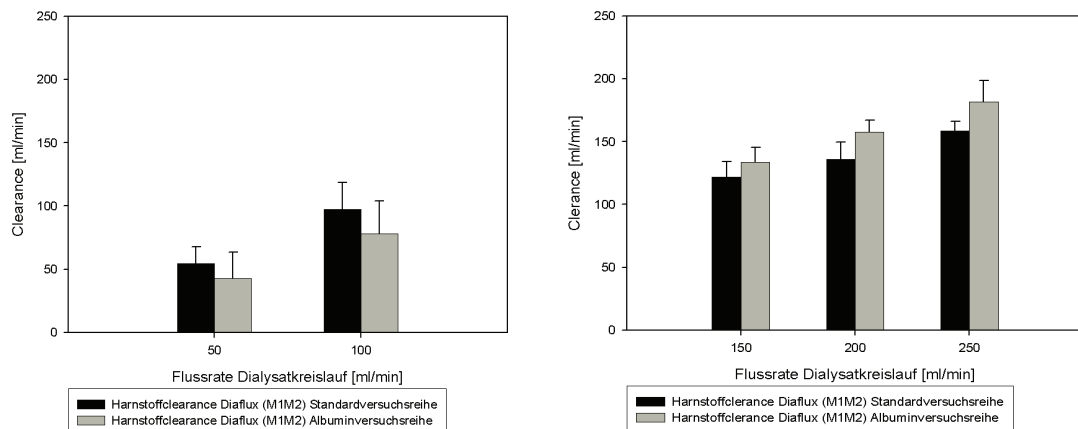 250
200
150
100
50
0
Clearance [ml/min]
50 100
Flussrate Dialysatkreislauf [ml/min]
Harnstoffclearance Diaflux (M1M2) Standardversuchsreihe
Harnstoffclearance Diaflux (M1M2) Albuminversuchsreihe
250
200
150
100
50
0
Clerance [ml/min]
150 200 250
Flussrate Dialysatkreislauf [ml/min]
Harnstoffclerance Diaflux (M1M2) Standardversuchsreihe
Harnstoffclerance Diaflux (M1M2) Albuminversuchsreihe